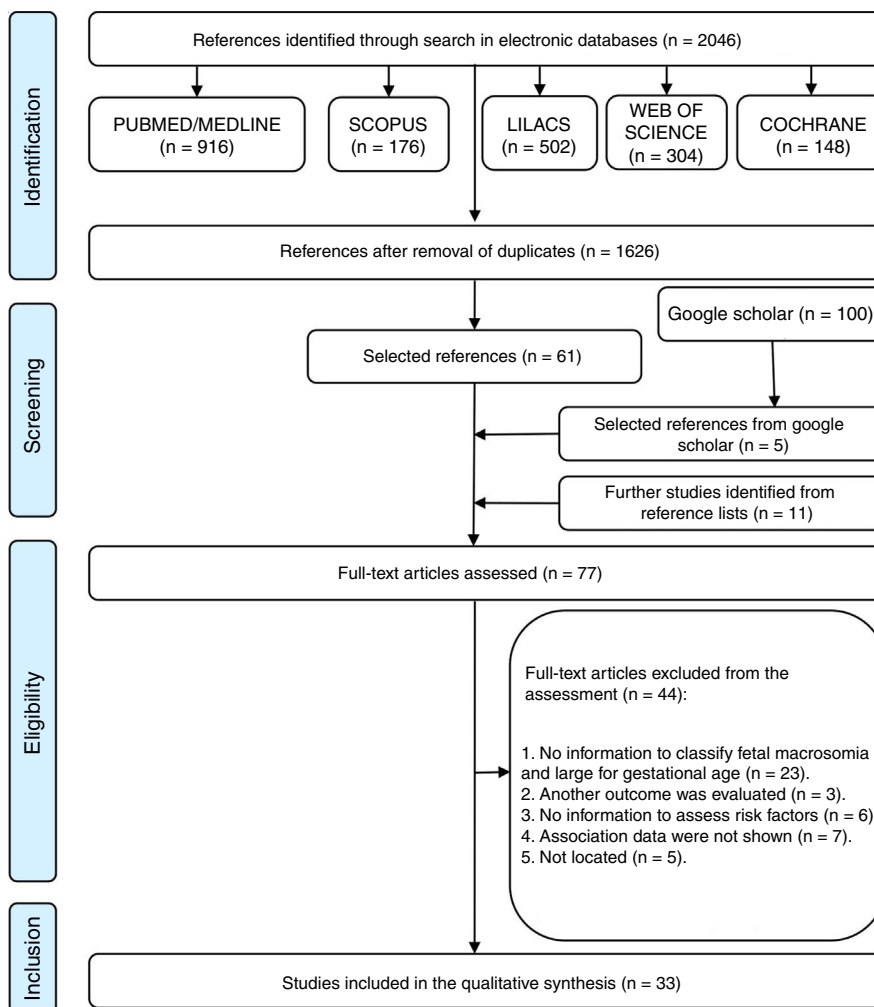 Identification
References identified through search in electronic databases (n = 2046)
PUBMED/MEDLINE
(n = 916)
SCOPUS
(n = 176)
LILACS
(n = 502)
WEB OF
SCIENCE
(n = 304)
COCHRANE
(n = 148)
References after removal of duplicates (n = 1626)
Screening
Google scholar (n = 100)
Selected references (n = 61)
Selected references from google
scholar (n = 5)
Further studies identified from
reference lists (n = 11)
Eligibility
Full-text articles assessed (n = 77)
Full-text articles excluded from the
assessment (n = 44):
1. No information to classify fetal macrosomia
and large for gestational age (n = 23).
2. Another outcome was evaluated (n = 3).
3. No information to assess risk factors (n = 6)
4. Association data were not shown (n = 7).
5. Not located (n = 5).
Inclusion
Studies included in the qualitative synthesis (n = 33)